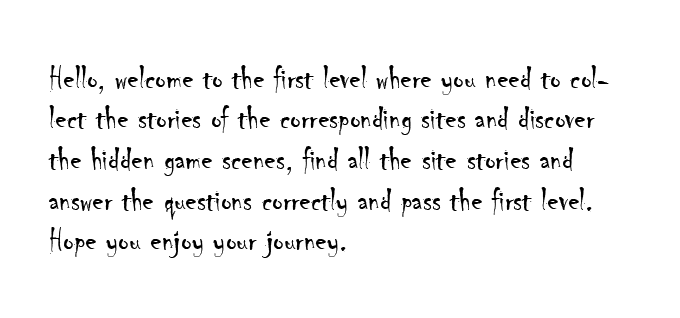 Hello, welcome to the first level where you need to col-
lect the stories of the corresponding sites and discover
the hidden game scenes, find all the site stories and
answer the questions correctly and pass the first level.
Hope you enjoy your journey.